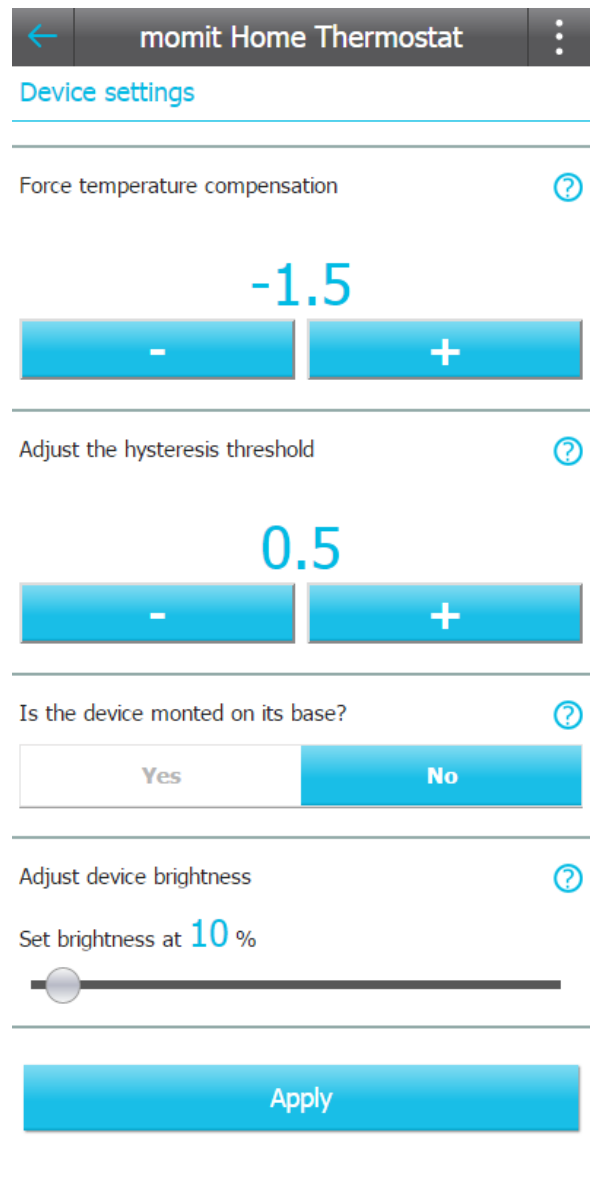 momit Home Thermostat
Device settings
Force temperature compensation ?
-1.5
- +
Adjust the hysteresis threshold ?
0.5
- +
Is the device monted on its base? ?
Yes No
Adjust device brightness ?
Set brightness at 10 %
Apply